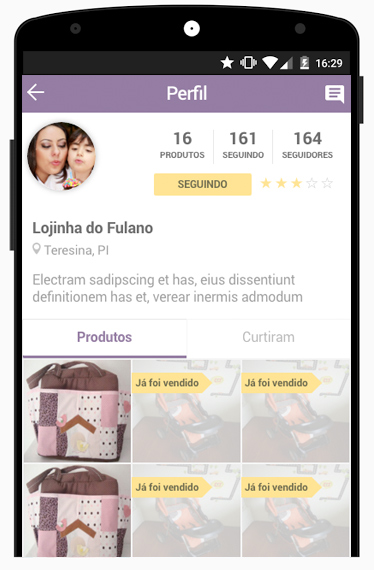 16:29
Perfil
16 161 164
PRODUTOS SEGUINDO SEGUIDORES
SEGUINDO
Lojinha do Fulano
Teresina, PI
Electram sadipscing et has, eius dissentiunt
definitionem has et, verear inermis admodum
Produtos Curtiram
Já foi vendido Já foi vendido
Já foi vendido Já foi vendido